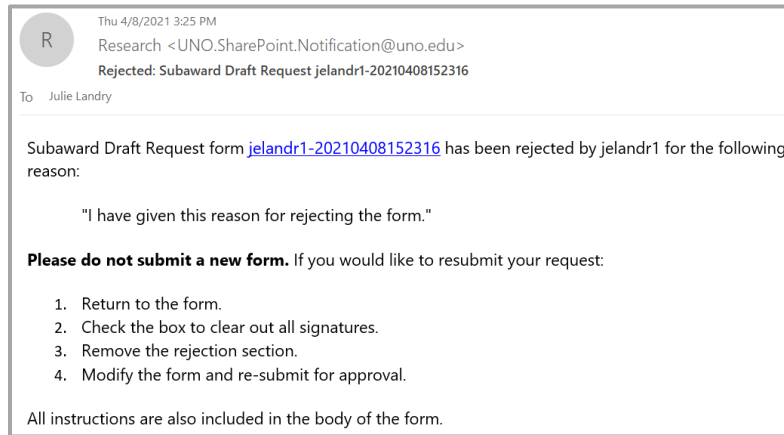 R
Thu 4/8/2021 3:25 PM
Research <UNO.SharePoint.Notification@uno.edu>
Rejected: Subaward Draft Request jelandr1-20210408152316
To Julie Landry
Subaward Draft Request form jelandr1-20210408152316 has been rejected by jelandr1 for the following
reason:
"I have given this reason for rejecting the form."
Please do not submit a new form. If you would like to resubmit your request:
1. Return to the form.
2. Check the box to clear out all signatures.
3. Remove the rejection section.
4. Modify the form and re-submit for approval.
All instructions are also included in the body of the form.